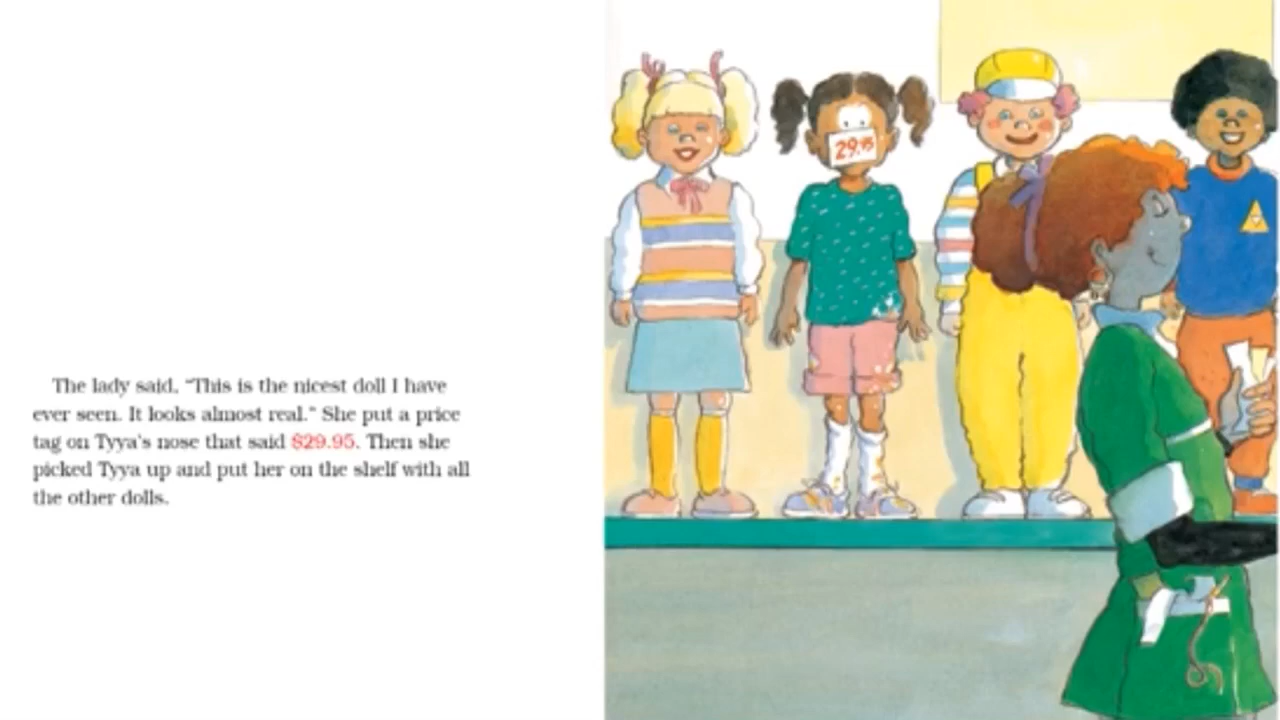 The lady said, "This is the nicest doll I have
ever seen. It looks almost real." She put a price
tag on Tyya's nose that said $29.95. Then she
picked Tyya up and put her on the shelf with all
the other dolls.
29.95